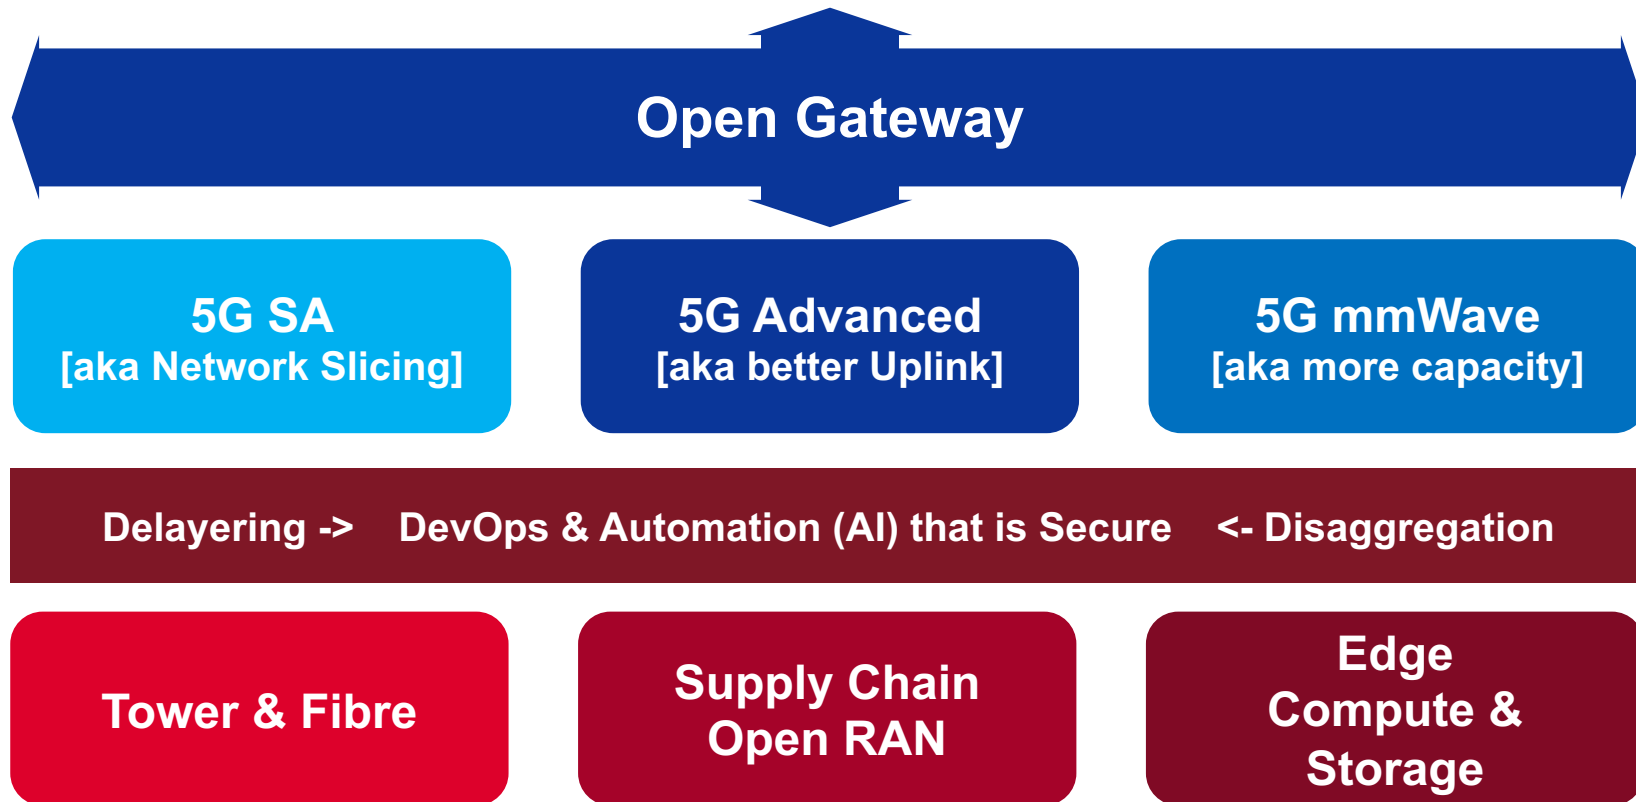 Open Gateway
5G SA
[aka Network Slicing]
5G Advanced
[aka better Uplink]
5G mmWave
[aka more capacity]
Delayering -> DevOps & Automation (AI) that is Secure <- Disaggregation
Tower & Fibre
Supply Chain
Open RAN
Edge
Compute &
Storage